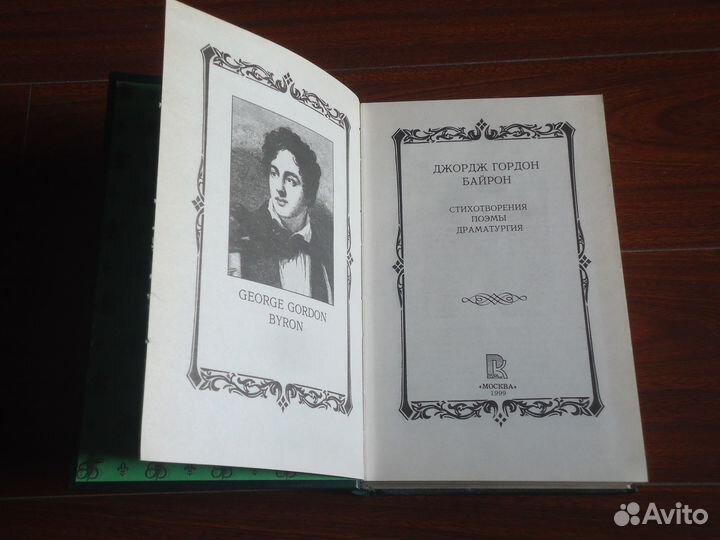 GEORGE GORDON
BYRON
ДЖОРДЖ ГОРДОН
БАЙРОН
СТИХОТВОРЕНИЯ
ПОЭМЫ
ДРАМАТУРГИЯ
«МОСКВА»
1999
Avito